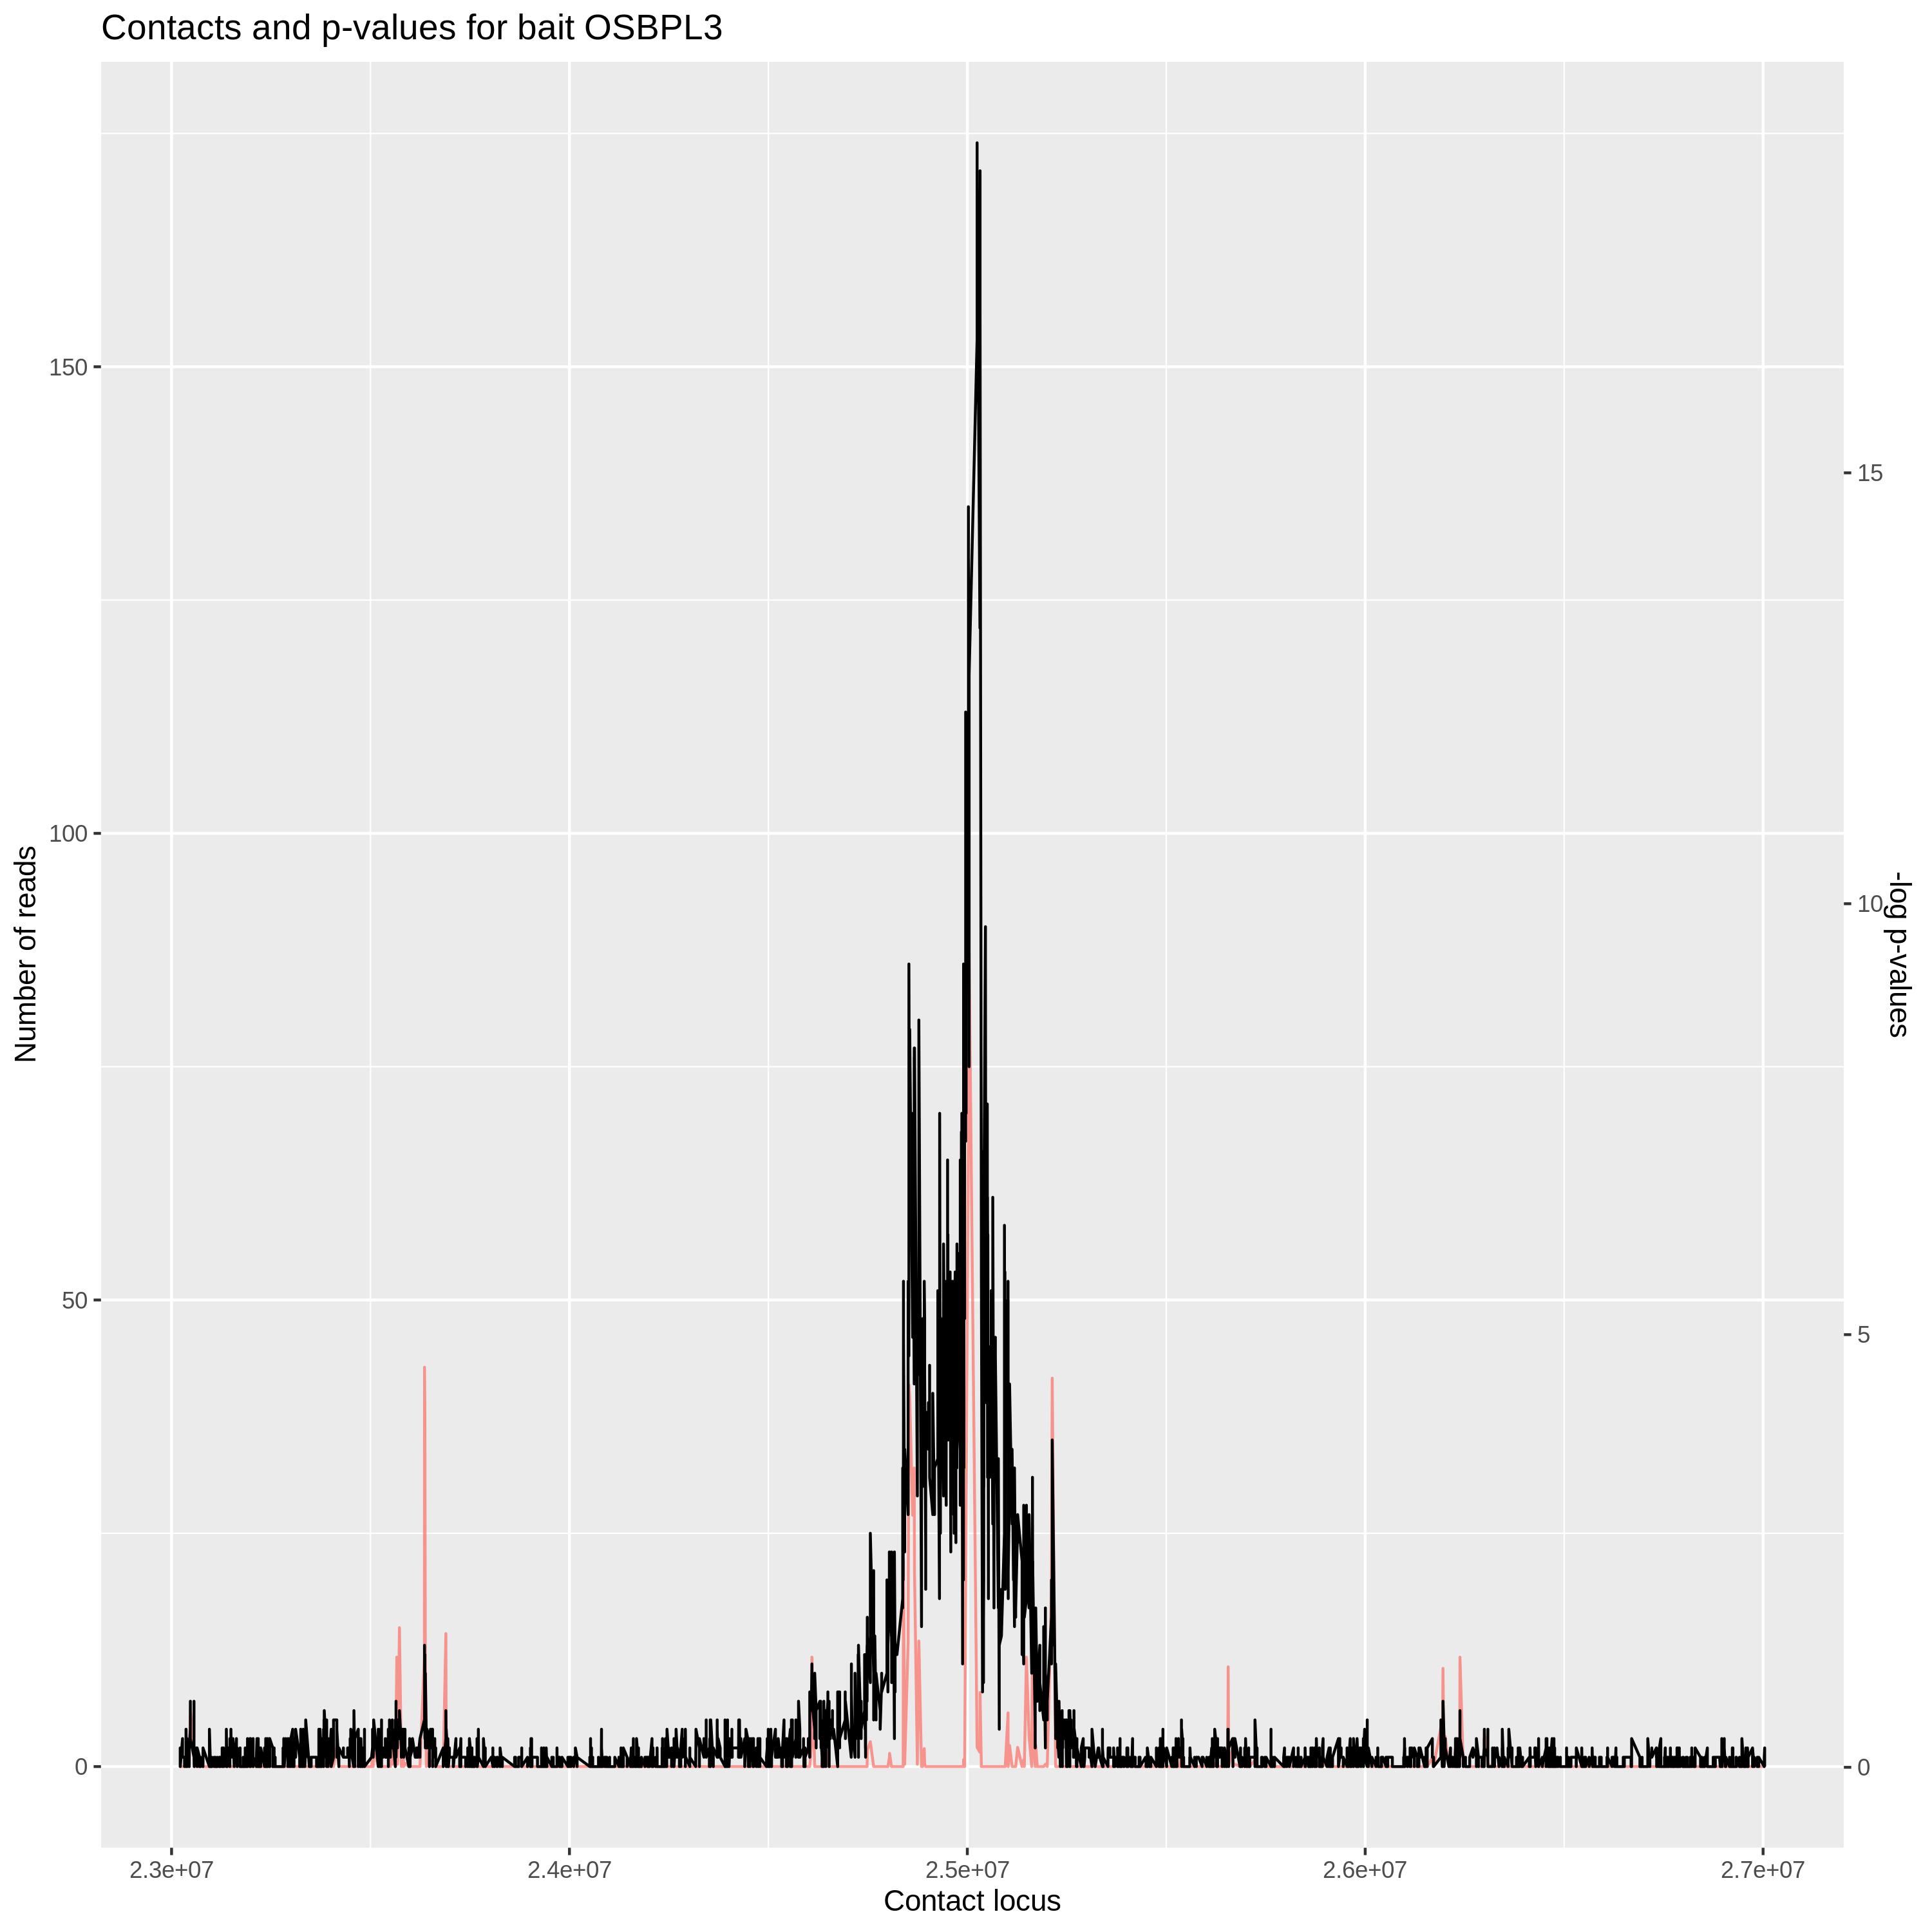 Contacts and p-values for bait OSBPL3
150
100
50
0
Number of reads
15
10
5
0
-log p-values
2.3e+07
2.4e+07
2.5e+07
2.6e+07
2.7e+07
Contact locus